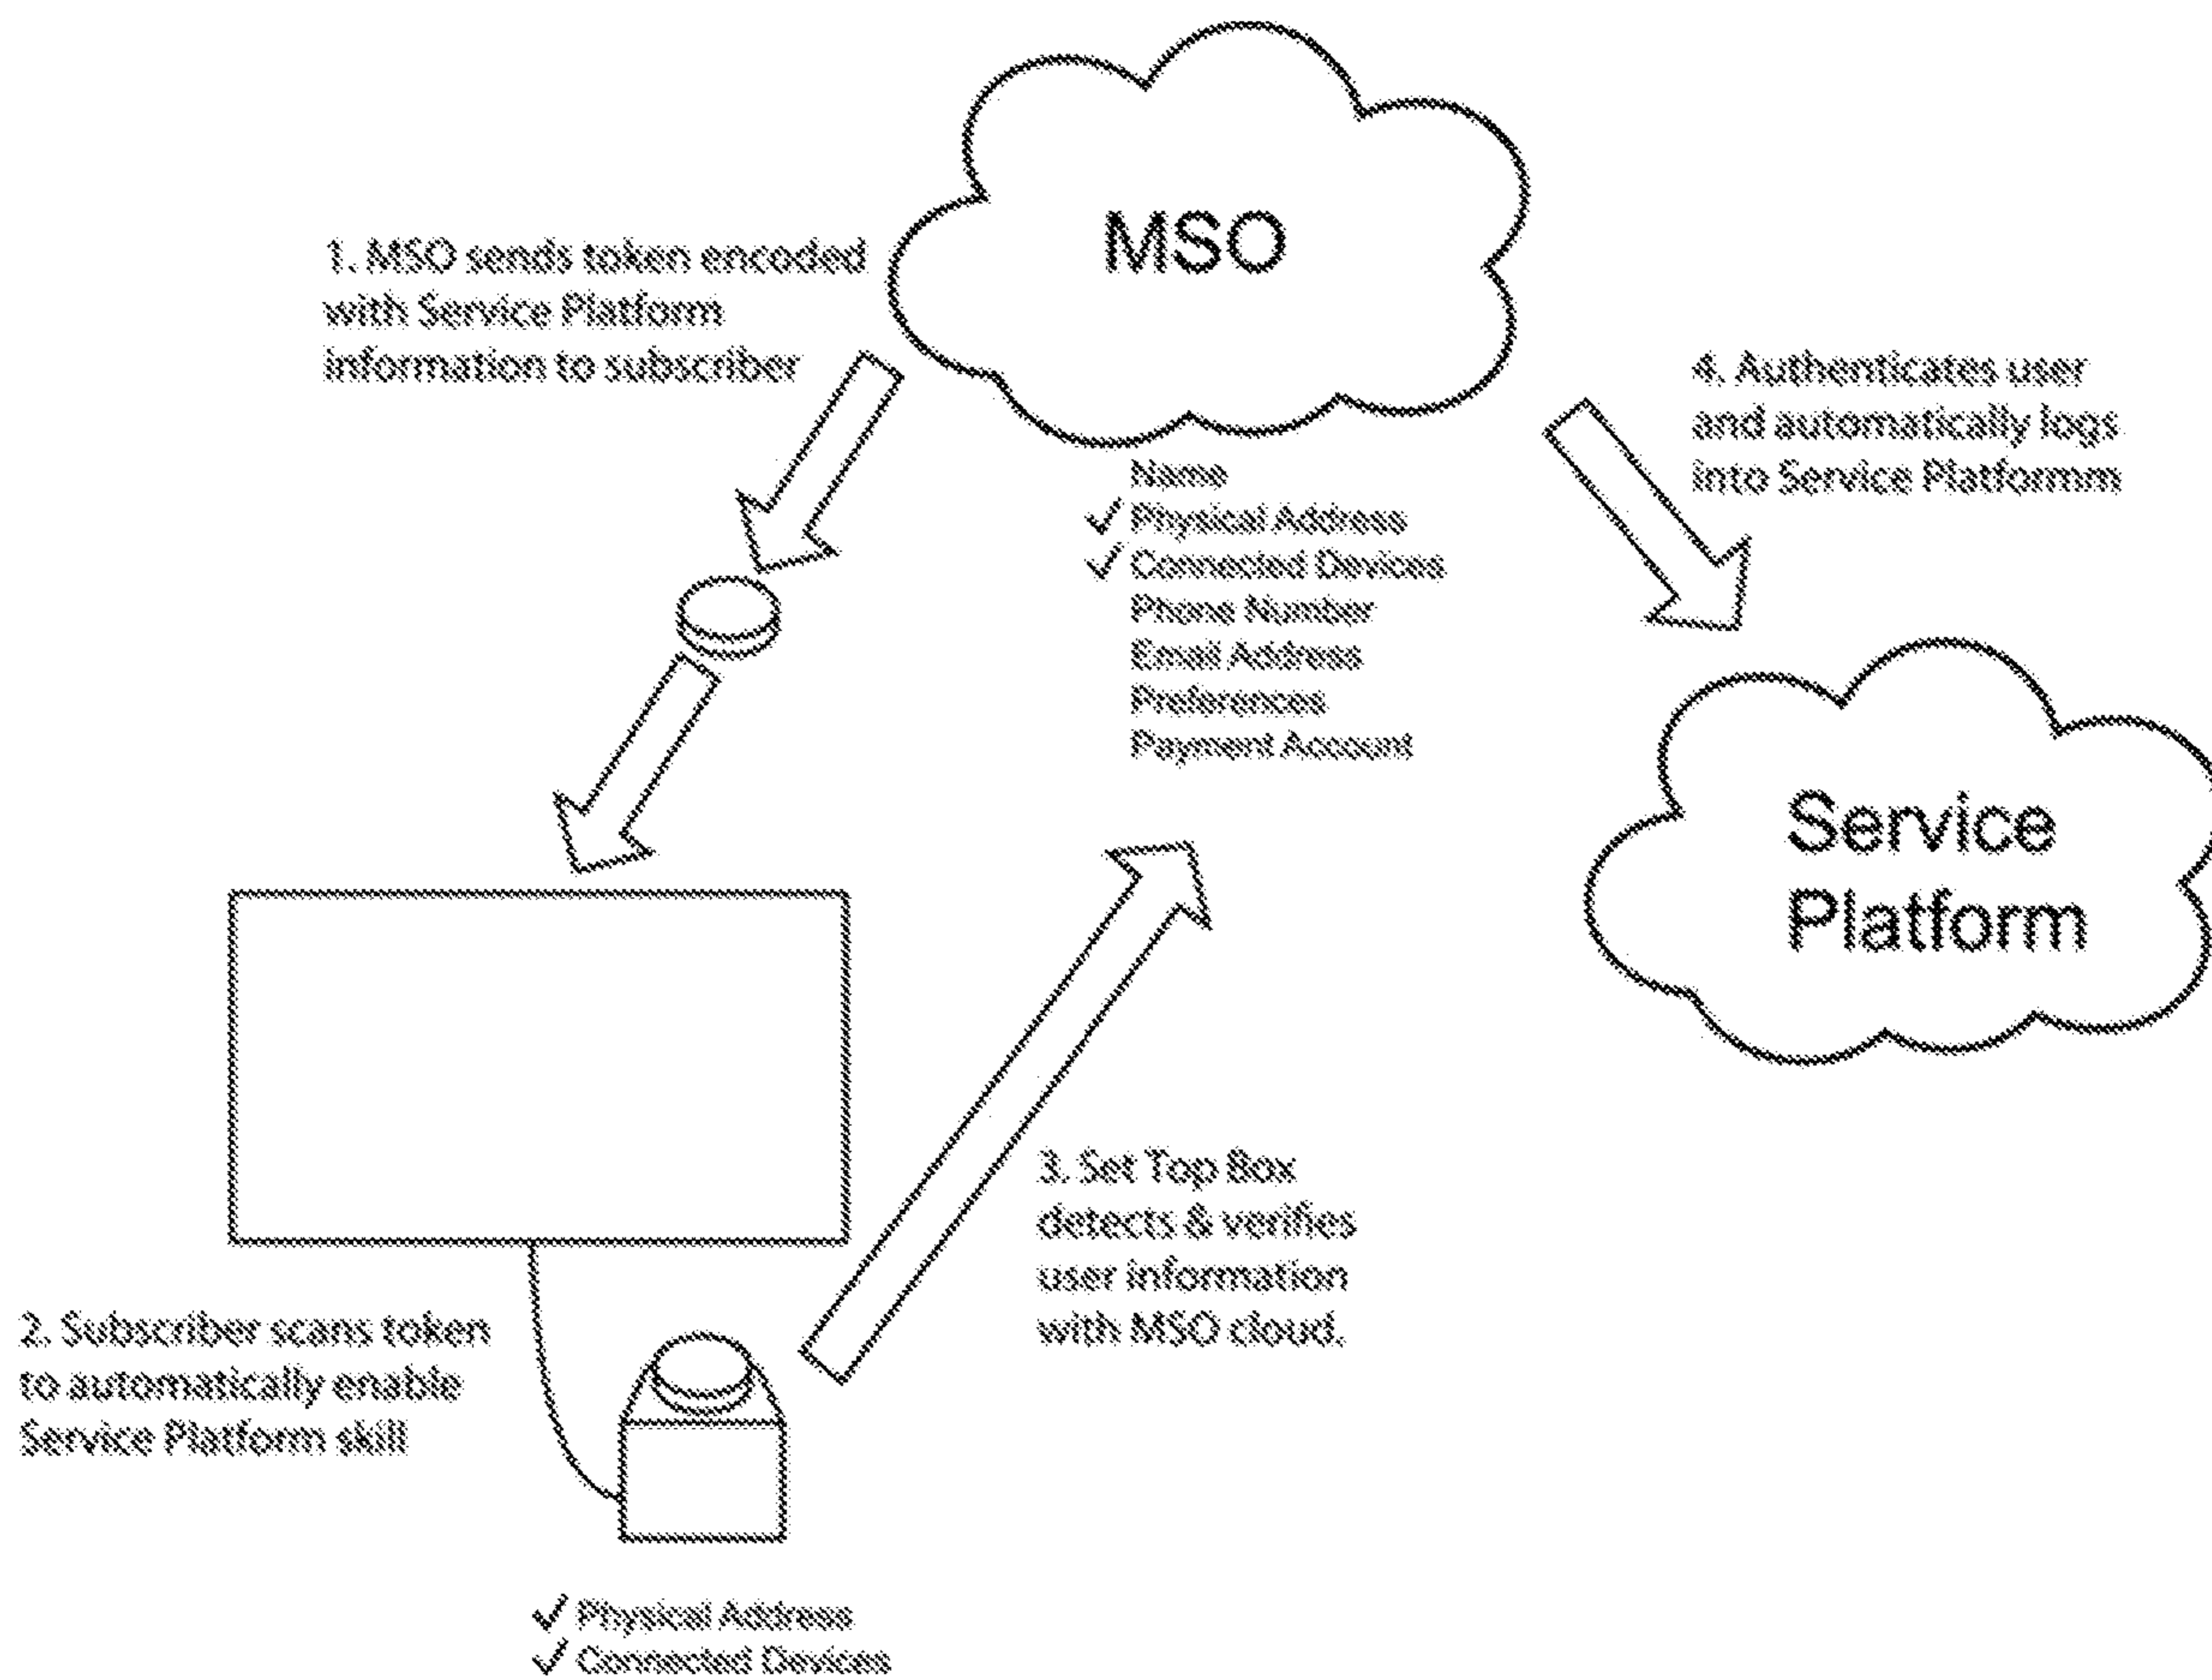 MSO
1. MSO sends token encoded
with Service Platform
information to subscriber
4. Authenticates user
and automatically logs
into Service Platformm
Name
✓ Physical Address
✓ Connected Devices
Phone Number
Email Address
Preferences
Payment Account
Service
Platform
3. Set Top Box
detects & verifies
user information
with MSO cloud.
2. Subscriber scans token
to automatically enable
Service Platform skill
✓ Physical Address
✓ Connected Devices